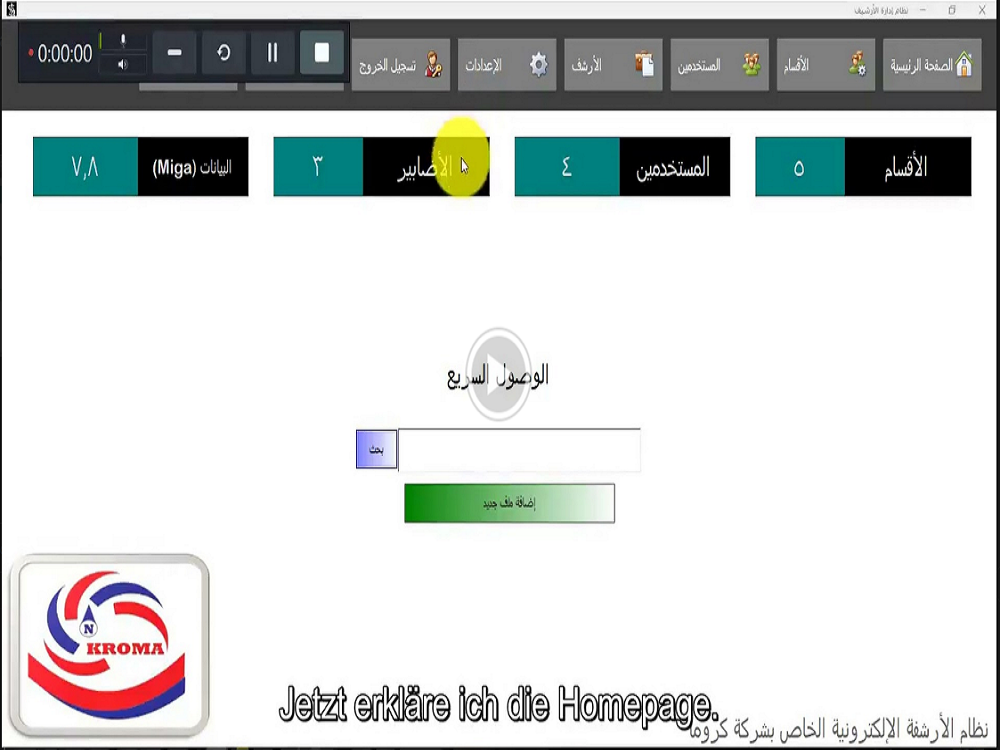 نظام إدارة الأرشيف
0:00:00
الصفحة الرئيسية
الأقسام
المستخدمين
الأرشف
الإعدادات
تسجيل الخروج
الأقسام ٥
المستخدمين ٤
الأضابير ٣
البيانات (Miga) ٧,٨
الوصول السريع
بحث
إضافة ملف جديد
N
KROMA
Jetzt erkläre ich die Homepage.
نظام الأرشفة الإلكترونية الخاص بشركة كروما